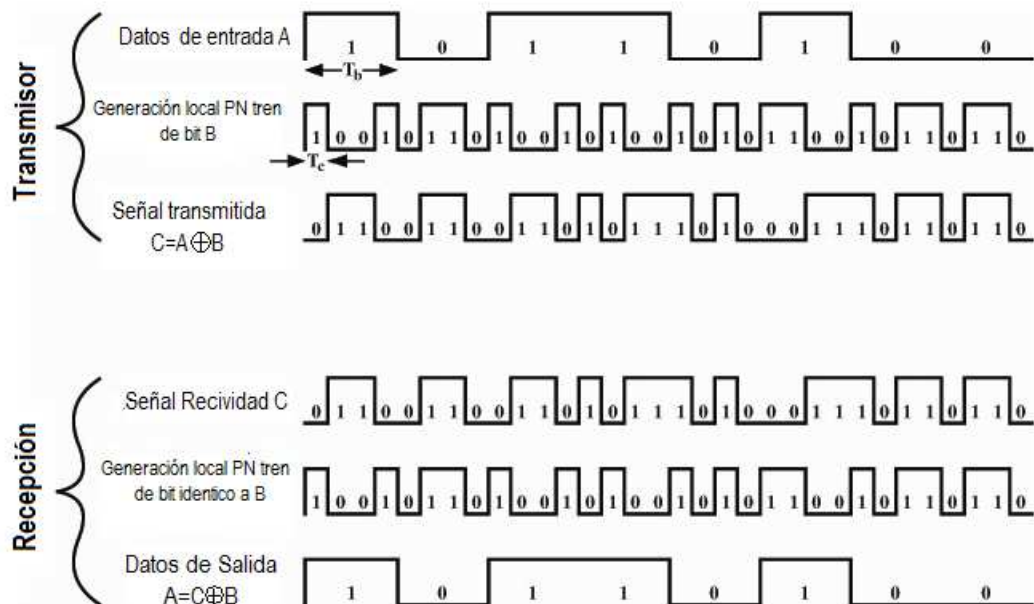 Transmisor
Datos de entrada A
1 0 1 1 0 1 0 0
T_b
Generación local PN tren
de bit B
1 0 0 1 0 1 1 0 1 0 0 1 0 1 0 0 1 0 1 0 1 1 0 0 1 0 1 1 0 1 1 0
T_c
Señal transmitida
C=A⊕B
0 1 1 0 0 1 1 0 0 1 1 0 1 0 1 1 1 0 1 0 0 0 1 1 1 0 1 1 0 1 1 0
Recepción
Señal Recividad C
0 1 1 0 0 1 1 0 0 1 1 0 1 0 1 1 1 0 1 0 0 0 1 1 1 0 1 1 0 1 1 0
Generación local PN tren
de bit identico a B
1 0 0 1 0 1 1 0 1 0 0 1 0 1 0 0 1 0 1 0 1 1 0 0 1 0 1 1 0 1 1 0
Datos de Salida
A=C⊕B
1 0 1 1 0 1 0 0